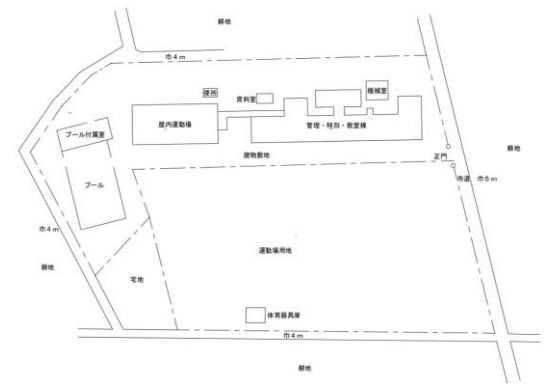 耕地
巾4m
便所
資料室
機械室
屋内運動場
管理・特別・教室棟
プール付属室
建物敷地
正門
耕地
市道 巾5m
プール
巾4m
耕地
運動場用地
宅地
体育器具庫
巾4m
耕地